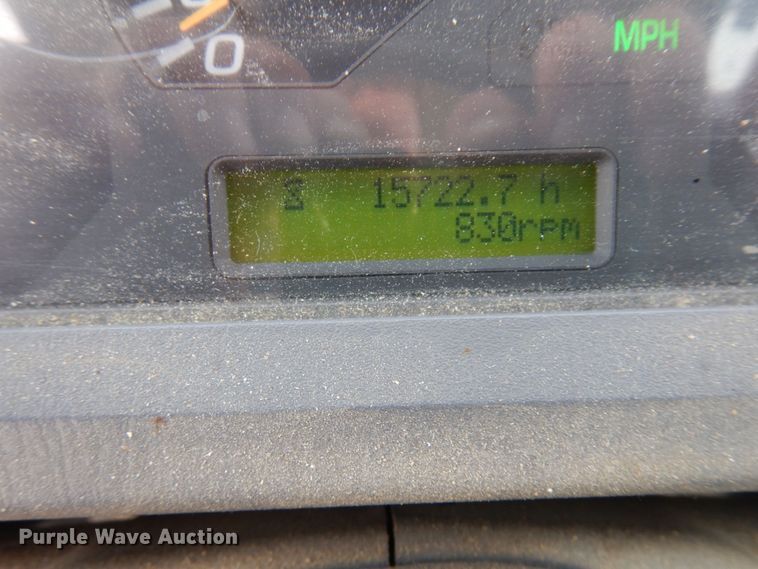 0
MPH
15722.7 h
830rpm
Purple Wave Auction